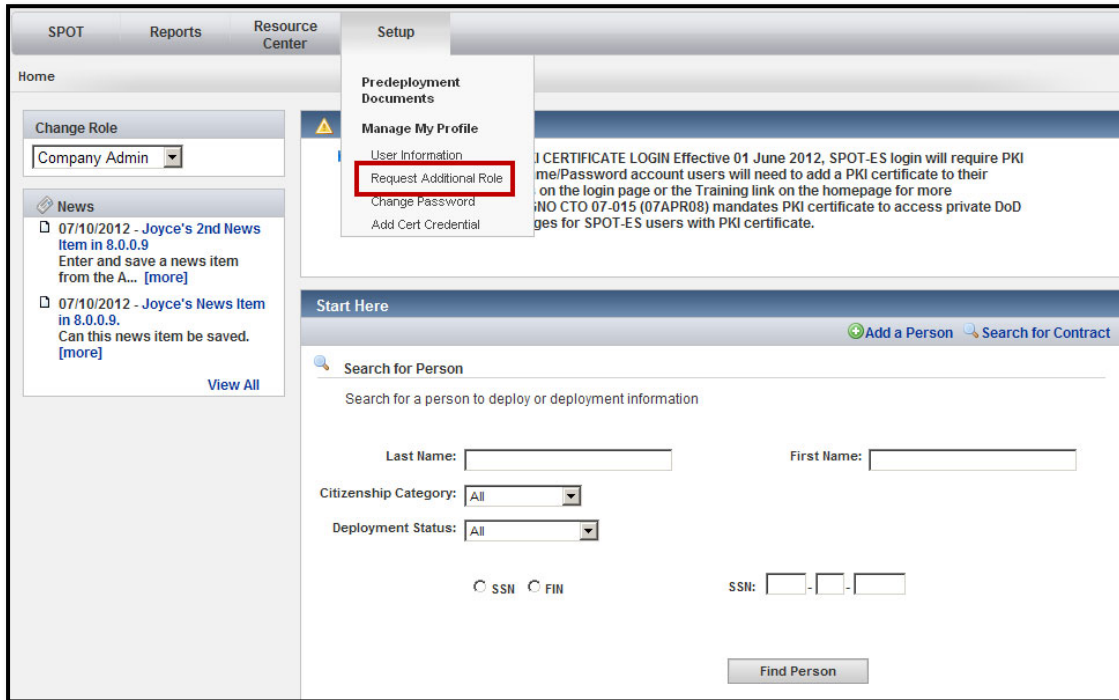 SPOT
Reports
Resource
Center
Setup
Home
Predeployment
Documents
Manage My Profile
User Information
Request Additional Role
Change Password
Add Cert Credential
Change Role
Company Admin
News
07/10/2012 - Joyce's 2nd News
Item in 8.0.0.9
Enter and save a news item
from the A... [more]
07/10/2012 - Joyce's News Item
in 8.0.0.9.
Can this news item be saved.
[more]
View All
CERTIFICATE LOGIN Effective 01 June 2012, SPOT-ES login will require PKI
me/Password account users will need to add a PKI certificate to their
on the login page or the Training link on the homepage for more
GNO CTO 07-015 (07APR08) mandates PKI certificate to access private DoD
ges for SPOT-ES users with PKI certificate.
Start Here
Add a Person
Search for Contract
Search for Person
Search for a person to deploy or deployment information
Last Name:
First Name:
Citizenship Category: All
Deployment Status: All
SSN
FIN
SSN: - -
Find Person